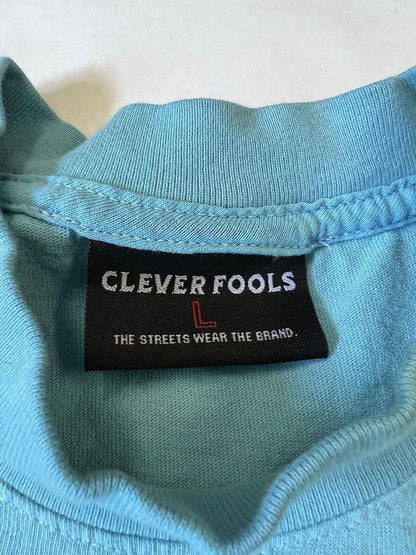 CLEVER FOOLS
L
THE STREETS WEAR THE BRAND.